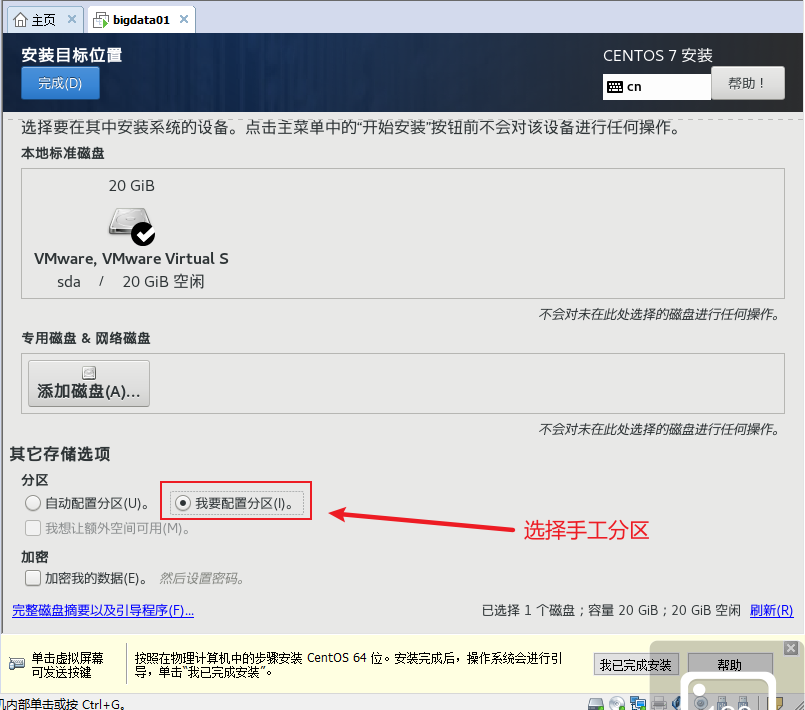 主页
bigdata01
安装目标位置
CENTOS 7 安装
完成(D)
cn
帮助！
选择要在其中安装系统的设备。点击主菜单中的“开始安装”按钮前不会对该设备进行任何操作。
本地标准磁盘
20 GiB
VMware, VMware Virtual S
sda / 20 GiB 空闲
不会对未在此处选择的磁盘进行任何操作。
专用磁盘 & 网络磁盘
添加磁盘(A)...
不会对未在此处选择的磁盘进行任何操作。
其它存储选项
分区
自动配置分区(U)。
我要配置分区(I)。
我想让额外空间可用(M)。
选择手工分区
加密
加密我的数据(E)。 然后设置密码。
完整磁盘摘要以及引导程序(F)...
已选择 1 个磁盘；容量 20 GiB；20 GiB 空闲 刷新(R)
单击虚拟屏幕
可发送按键
按照在物理计算机中的步骤安装 CentOS 64 位。安装完成后，操作系统会进行引
导，单击“我已完成安装”。
我已完成安装
帮助
机内部单击或按 Ctrl+G。